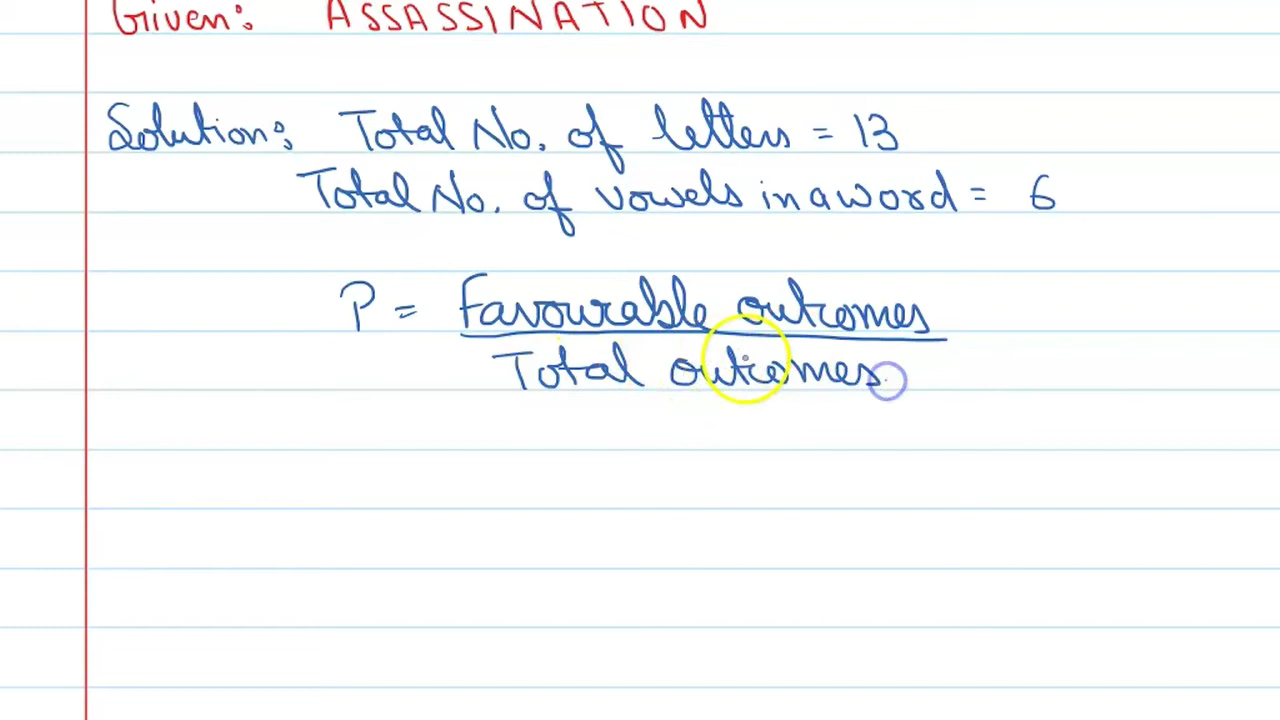 Given: ASSASSINATION
Solution: Total No. of letters = 13
Total No. of vowels in a word = 6
P = Favourable outcomes
Total outcomes